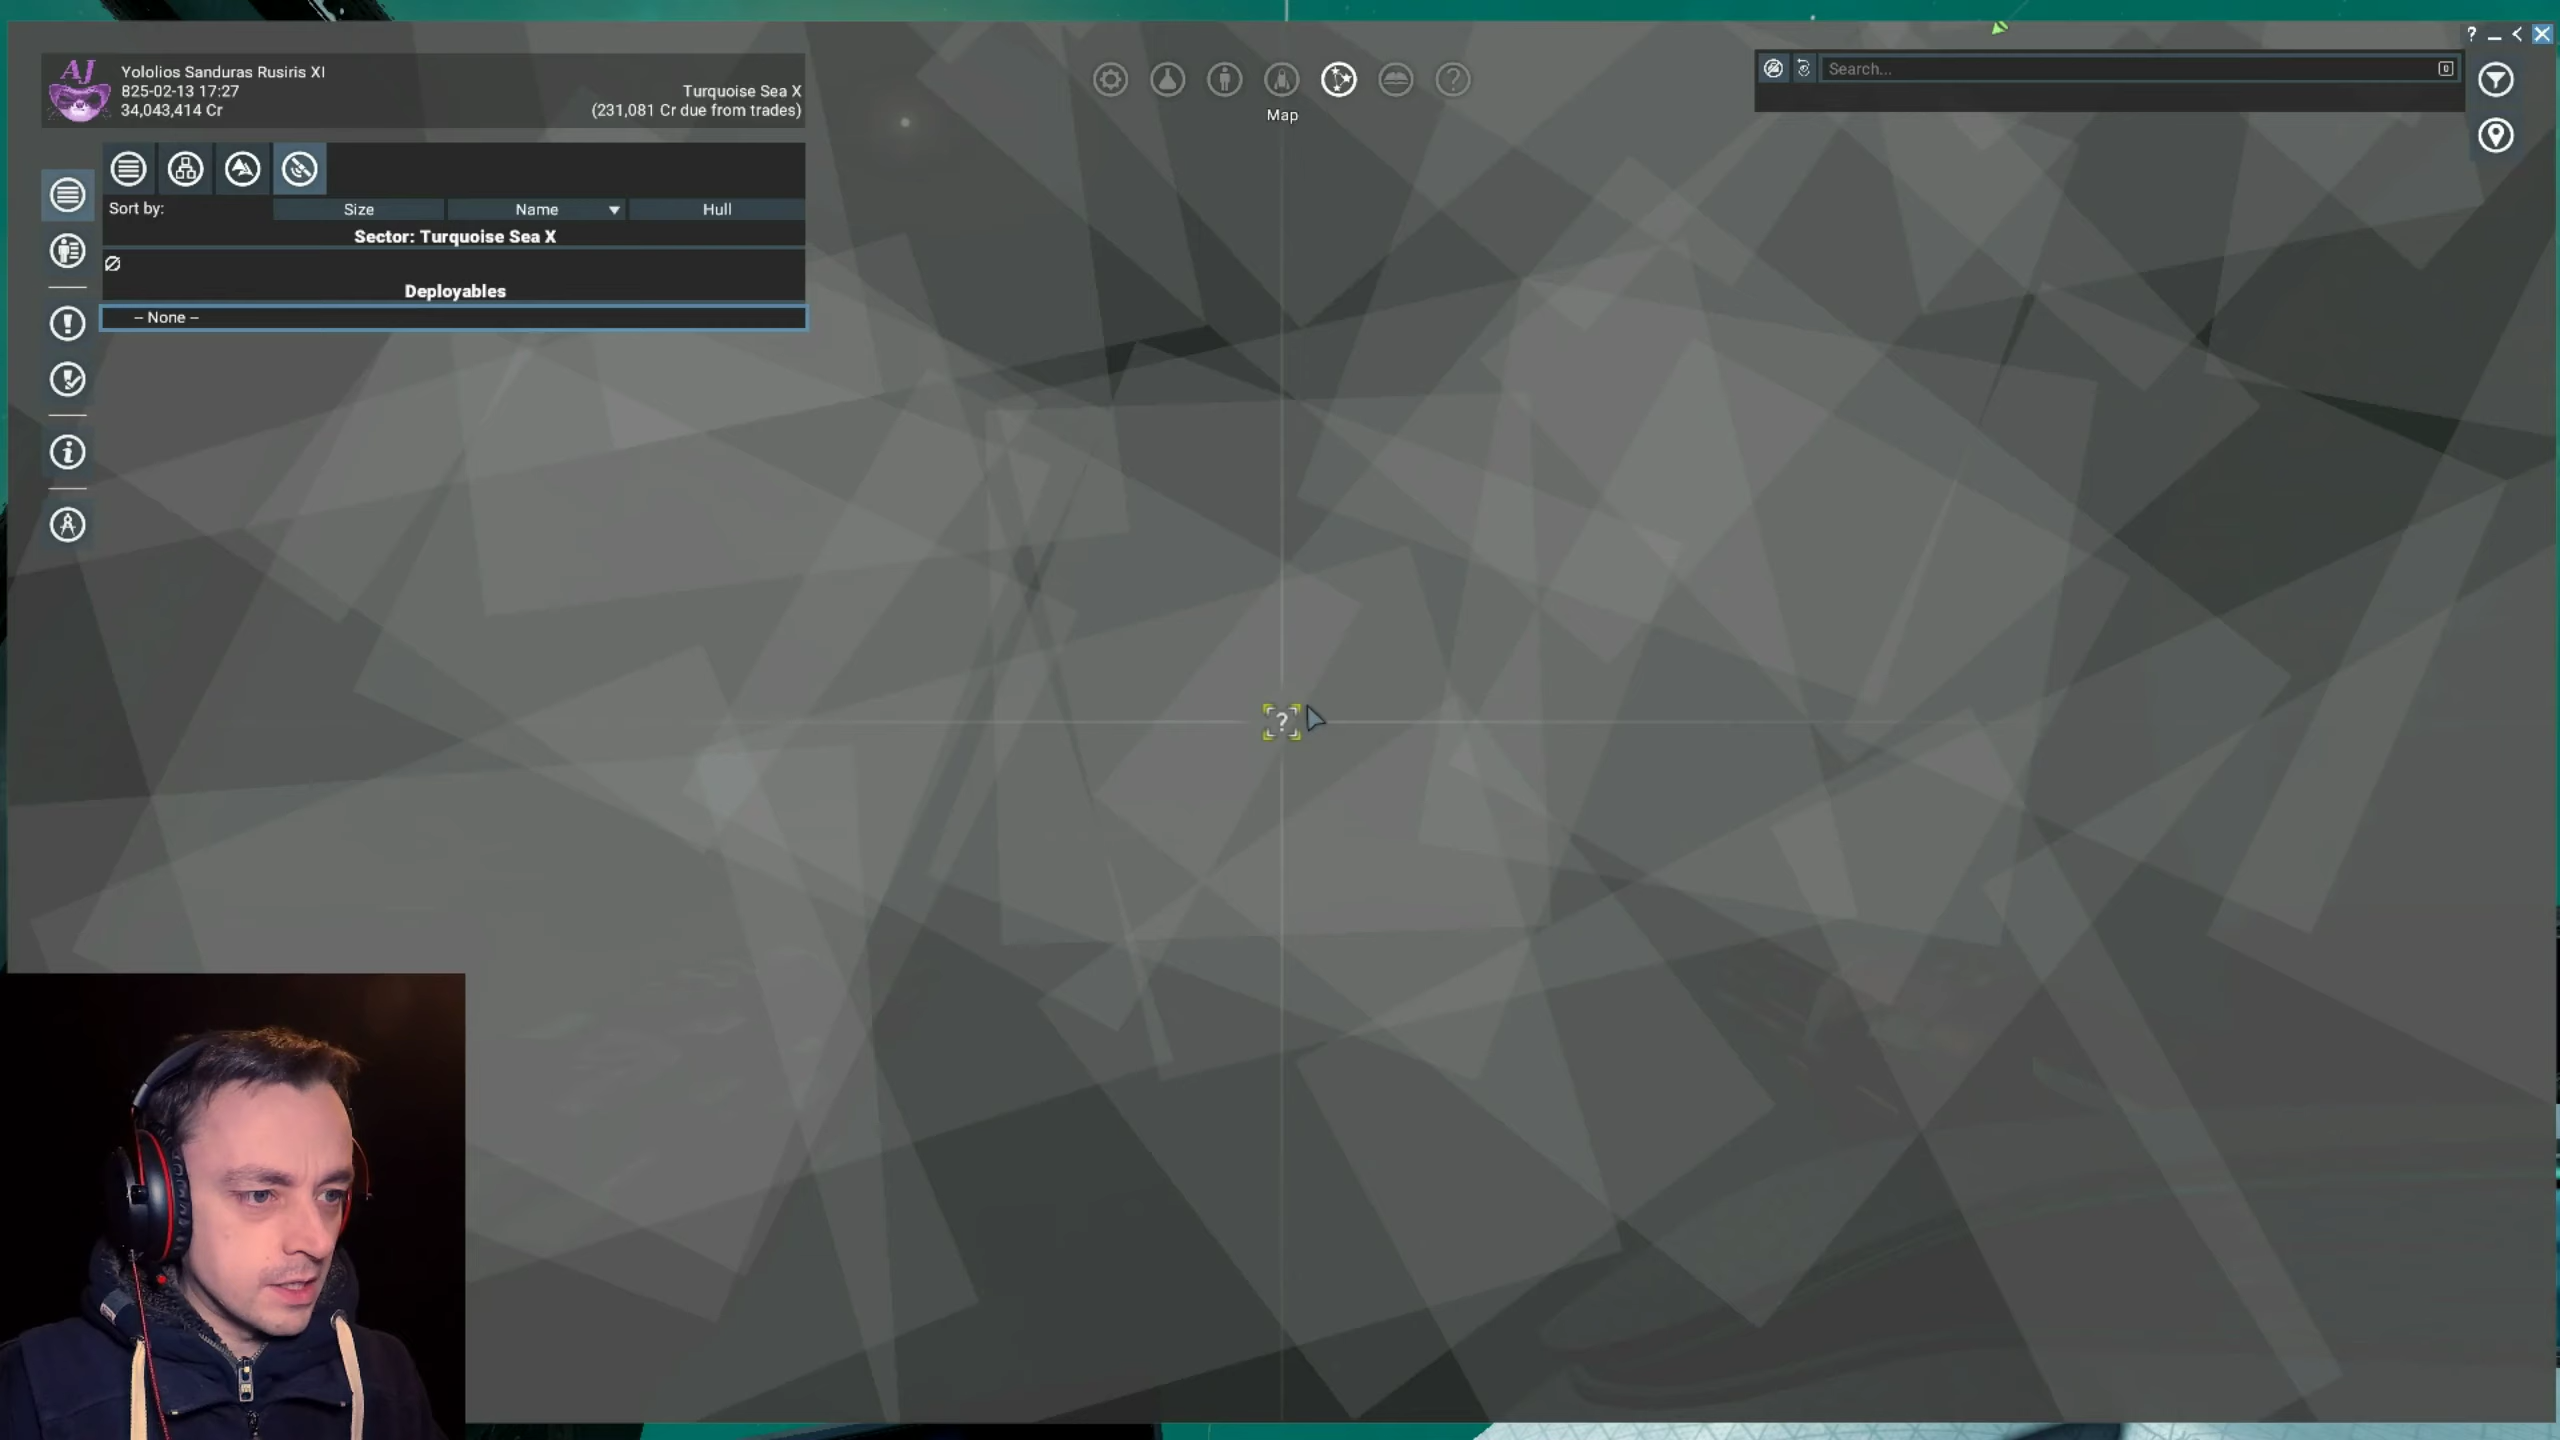 AJ
Yololios Sanduras Rusiris XI
825-02-13 17:27
Turquoise Sea X
34,043,414 Cr
(231,081 Cr due from trades)
Map
Search...
Sort by:
Size
Name
Hull
Sector: Turquoise Sea X
Deployables
– None –
?